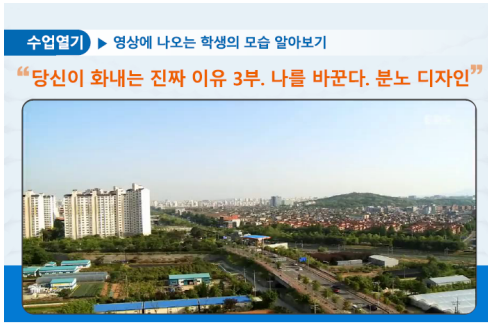 수업열기 ▶ 영상에 나오는 학생의 모습 알아보기
“당신이 화내는 진짜 이유 3부. 나를 바꾼다. 분노 디자인”